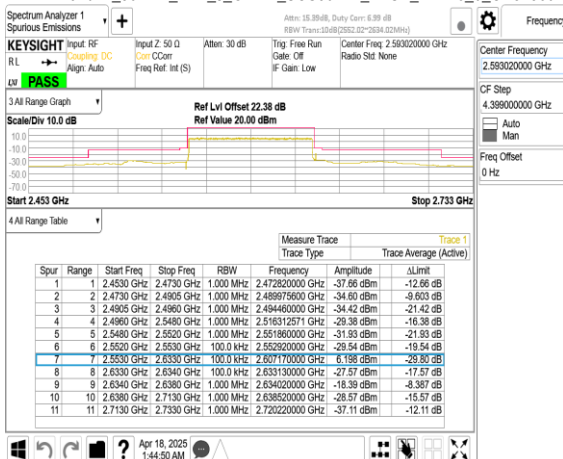 Spectrum Analyzer 1
Spurious Emissions
Attn: 15.39dB, Duty Corr: 6.99 dB
RBW Trans:10dB(2552.02~2634.02MHz)
Frequency
KEYSIGHT Input: RF Input Z: 50 Ω Atten: 30 dB Trig: Free Run Center Freq: 2.593020000 GHz
RL Coupling: DC Corr CCorr Gate: Off Radio Std: None
Align: Auto Freq Ref: Int (S) IF Gain: Low
LXI PASS
Center Frequency
2.593020000 GHz
CF Step
4.399000000 GHz
Auto
Man
Freq Offset
0 Hz
3 All Range Graph
Ref Lvl Offset 22.38 dB
Scale/Div 10.0 dB Ref Value 20.00 dBm
10.0
-10.0
-30.0
-50.0
-70.0
Start 2.453 GHz Stop 2.733 GHz
4 All Range Table
Measure Trace Trace 1
Trace Type Trace Average (Active)
Spur Range Start Freq Stop Freq RBW Frequency Amplitude ΔLimit
1 1 2.4530 GHz 2.4730 GHz 1.000 MHz 2.472820000 GHz -37.66 dBm -12.66 dB
2 2 2.4730 GHz 2.4905 GHz 1.000 MHz 2.489975600 GHz -34.60 dBm -9.603 dB
3 3 2.4905 GHz 2.4960 GHz 1.000 MHz 2.494460000 GHz -34.42 dBm -21.42 dB
4 4 2.4960 GHz 2.5480 GHz 1.000 MHz 2.516312571 GHz -29.38 dBm -16.38 dB
5 5 2.5480 GHz 2.5520 GHz 1.000 MHz 2.551860000 GHz -31.93 dBm -21.93 dB
6 6 2.5520 GHz 2.5530 GHz 100.0 kHz 2.552920000 GHz -29.54 dBm -19.54 dB
7 7 2.5530 GHz 2.6330 GHz 100.0 kHz 2.607170000 GHz 6.198 dBm -29.80 dB
8 8 2.6330 GHz 2.6340 GHz 100.0 kHz 2.633130000 GHz -27.57 dBm -17.57 dB
9 9 2.6340 GHz 2.6380 GHz 1.000 MHz 2.634020000 GHz -18.39 dBm -8.387 dB
10 10 2.6380 GHz 2.7130 GHz 1.000 MHz 2.638520000 GHz -28.57 dBm -15.57 dB
11 11 2.7130 GHz 2.7330 GHz 1.000 MHz 2.720220000 GHz -37.11 dBm -12.11 dB
Apr 18, 2025
1:44:50 AM